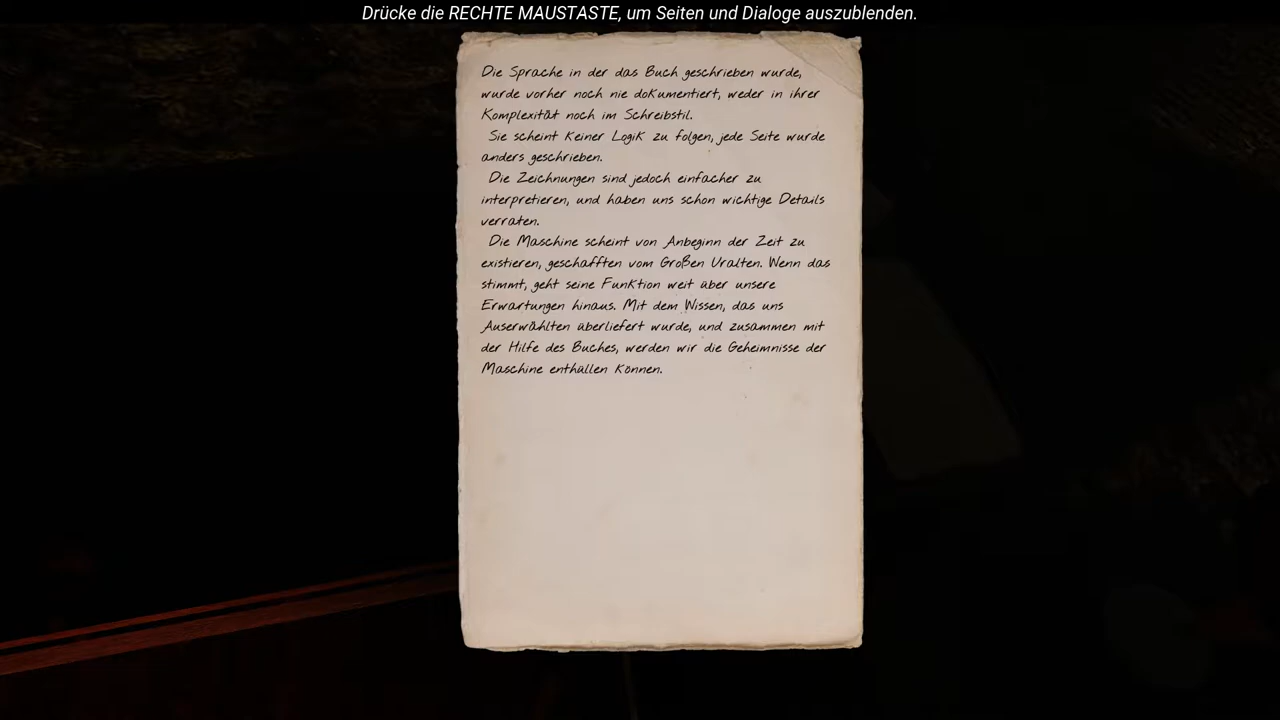 Drücke die RECHTE MAUSTASTE, um Seiten und Dialoge auszublenden.
Die Sprache in der das Buch geschrieben wurde,
wurde vorher noch nie dokumentiert, weder in ihrer
Komplexität noch im Schreibstil.
Sie scheint keiner Logik zu folgen, jede Seite wurde
anders geschrieben.
Die Zeichnungen sind jedoch einfacher zu
interpretieren, und haben uns schon wichtige Details
verraten.
Die Maschine scheint von Anbeginn der Zeit zu
existieren, geschafften vom Großen Uralten. Wenn das
stimmt, geht seine Funktion weit über unsere
Erwartungen hinaus. Mit dem Wissen, das uns
Auserwählten überliefert wurde, und zusammen mit
der Hilfe des Buches, werden wir die Geheimnisse der
Maschine enthüllen können.